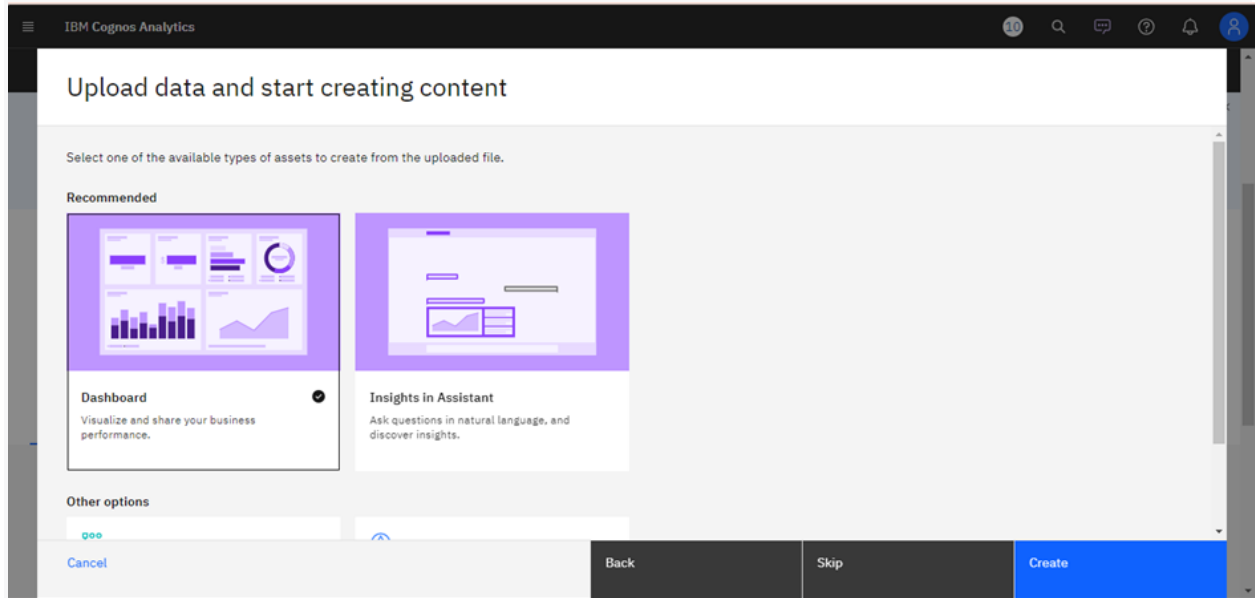 IBM Cognos Analytics
10
Upload data and start creating content
Select one of the available types of assets to create from the uploaded file.
Recommended
Dashboard
Visualize and share your business
performance.
Insights in Assistant
Ask questions in natural language, and
discover insights.
Other options
Cancel
Back
Skip
Create